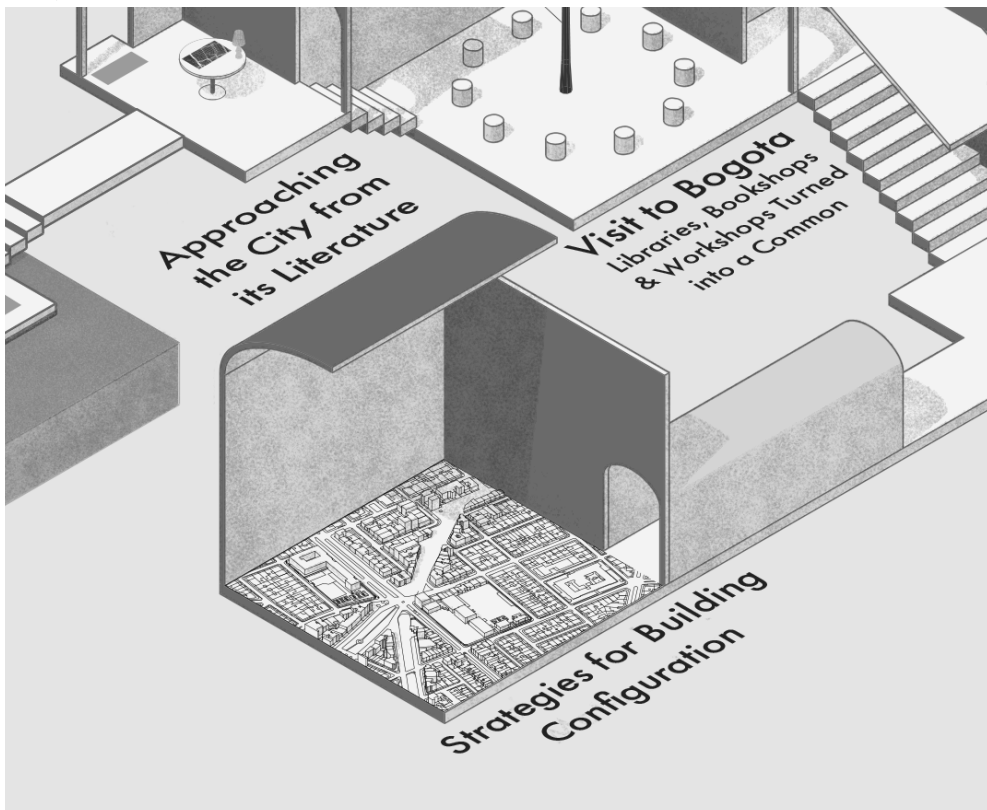 Approaching
the City from
its Literature
Visit to Bogota
Libraries, Bookshops
& Workshops Turned
into a Common
Strategies for Building
Configuration